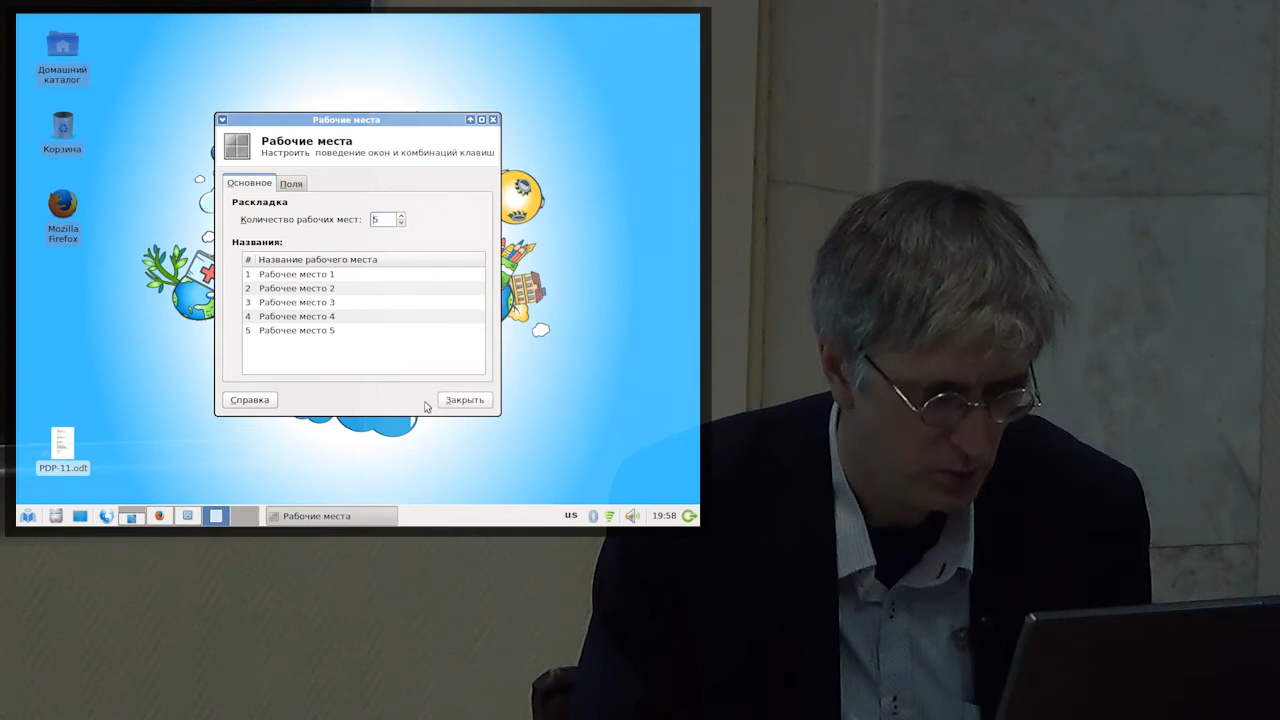 Домашний
каталог
Корзина
Mozilla
Firefox
PDP-11.odt
Рабочие места
Рабочие места
Настроить  поведение окон и комбинаций клавиш
Основное
Поля
Раскладка
Количество рабочих мест:
5
Названия:
# Название рабочего места
1 Рабочее место 1
2 Рабочее место 2
3 Рабочее место 3
4 Рабочее место 4
5 Рабочее место 5
Справка
Закрыть
Рабочие места
us
19:58